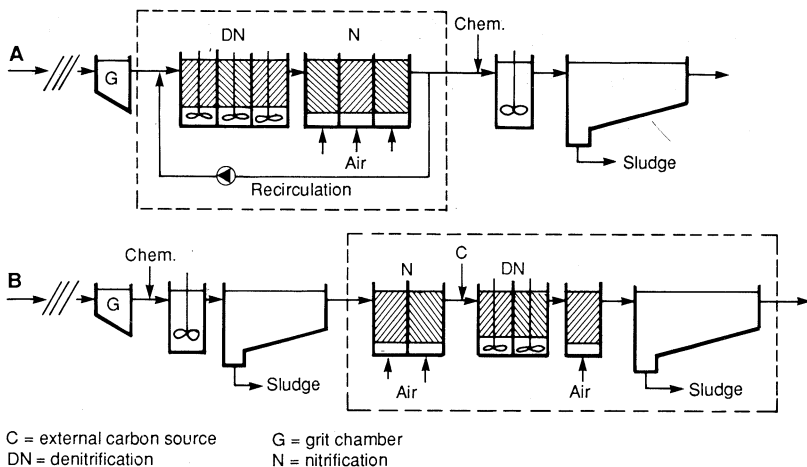 Chem.
DN
N
A
G
Air
Sludge
Recirculation
Chem.
C
B
N
DN
G
Sludge
Air
Air
Sludge
C = external carbon source
G = grit chamber
DN = denitrification
N = nitrification